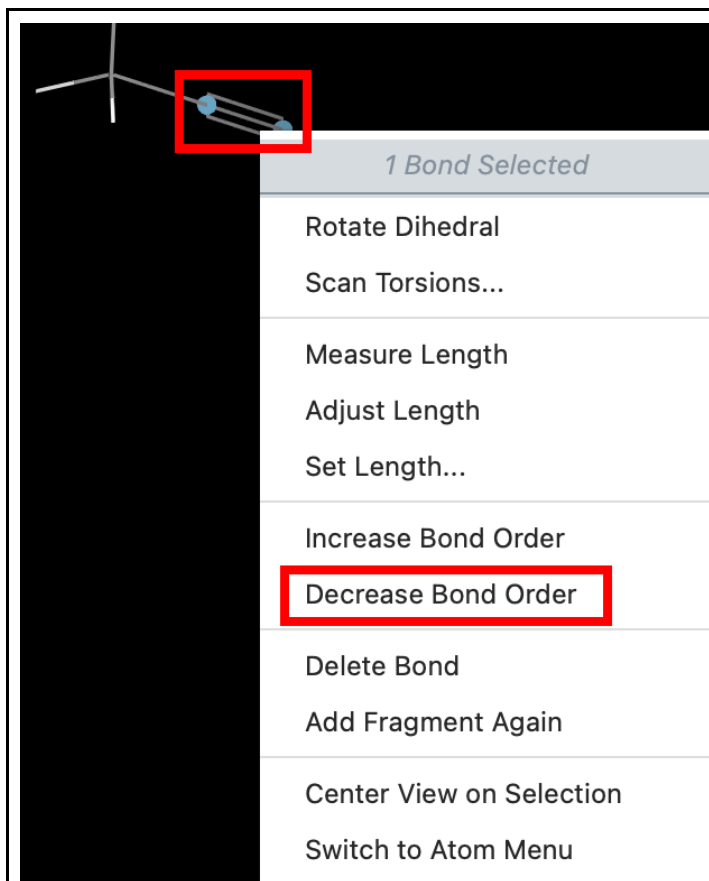 1 Bond Selected
Rotate Dihedral
Scan Torsions...
Measure Length
Adjust Length
Set Length...
Increase Bond Order
Decrease Bond Order
Delete Bond
Add Fragment Again
Center View on Selection
Switch to Atom Menu